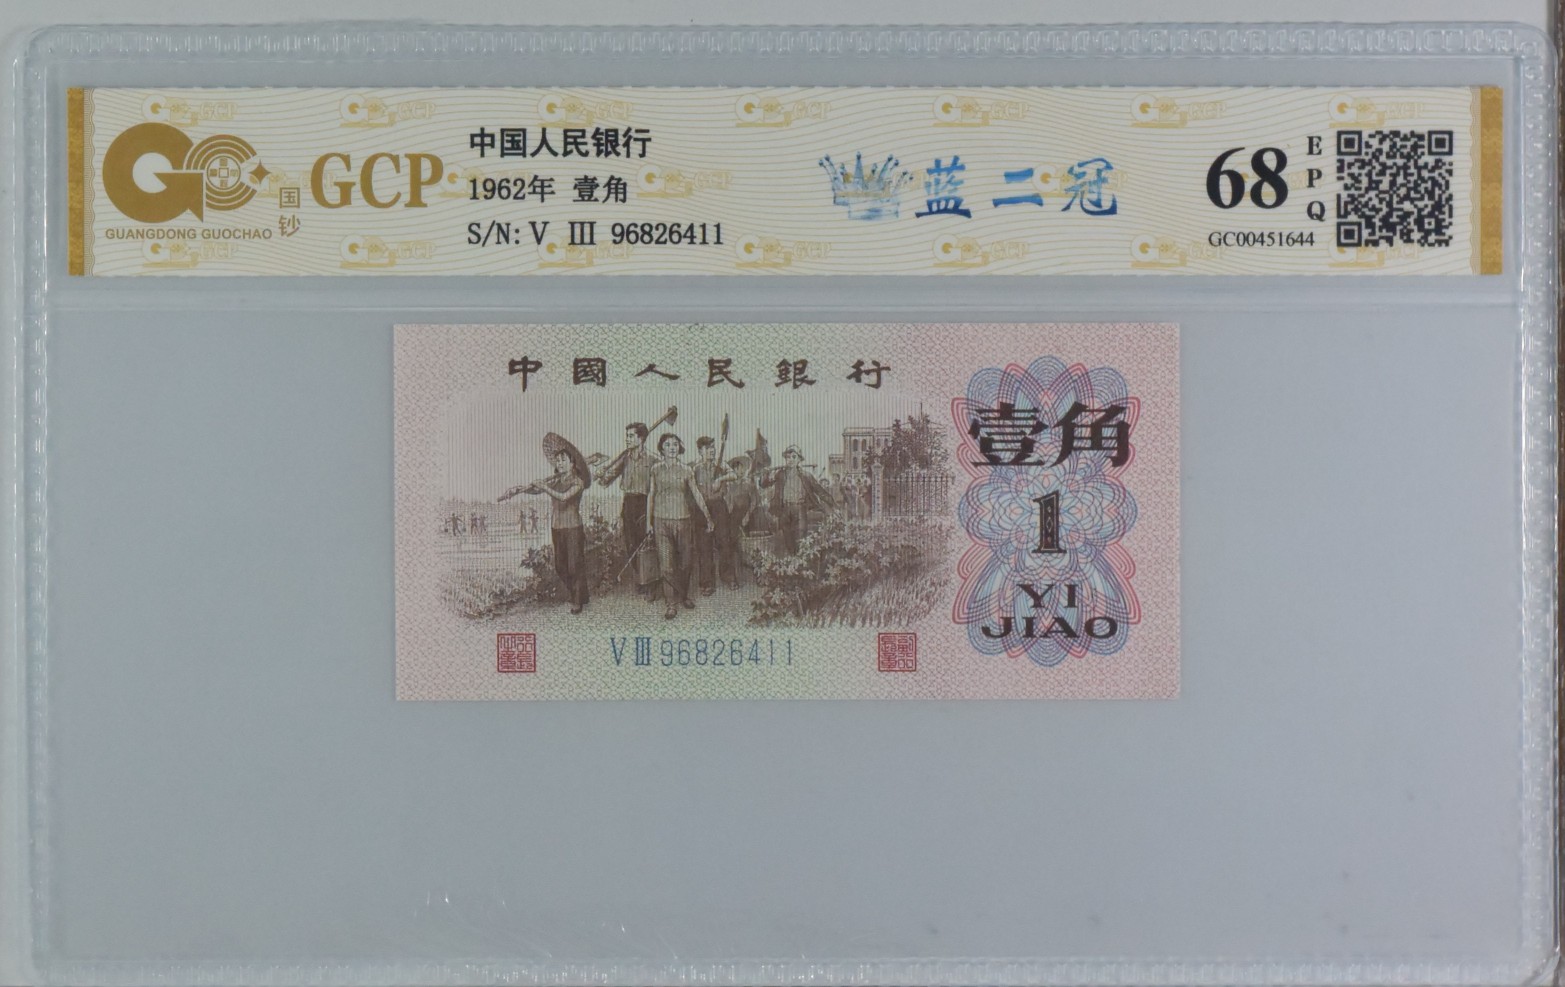 GCP
国钞
GUANGDONG GUOCHAO
中国人民银行
1962年 壹角
S/N: V Ⅲ 96826411
蓝二冠
68
EPQ
GC00451644
中國人民銀行
壹角
1
YI
JIAO
VⅢ96826411